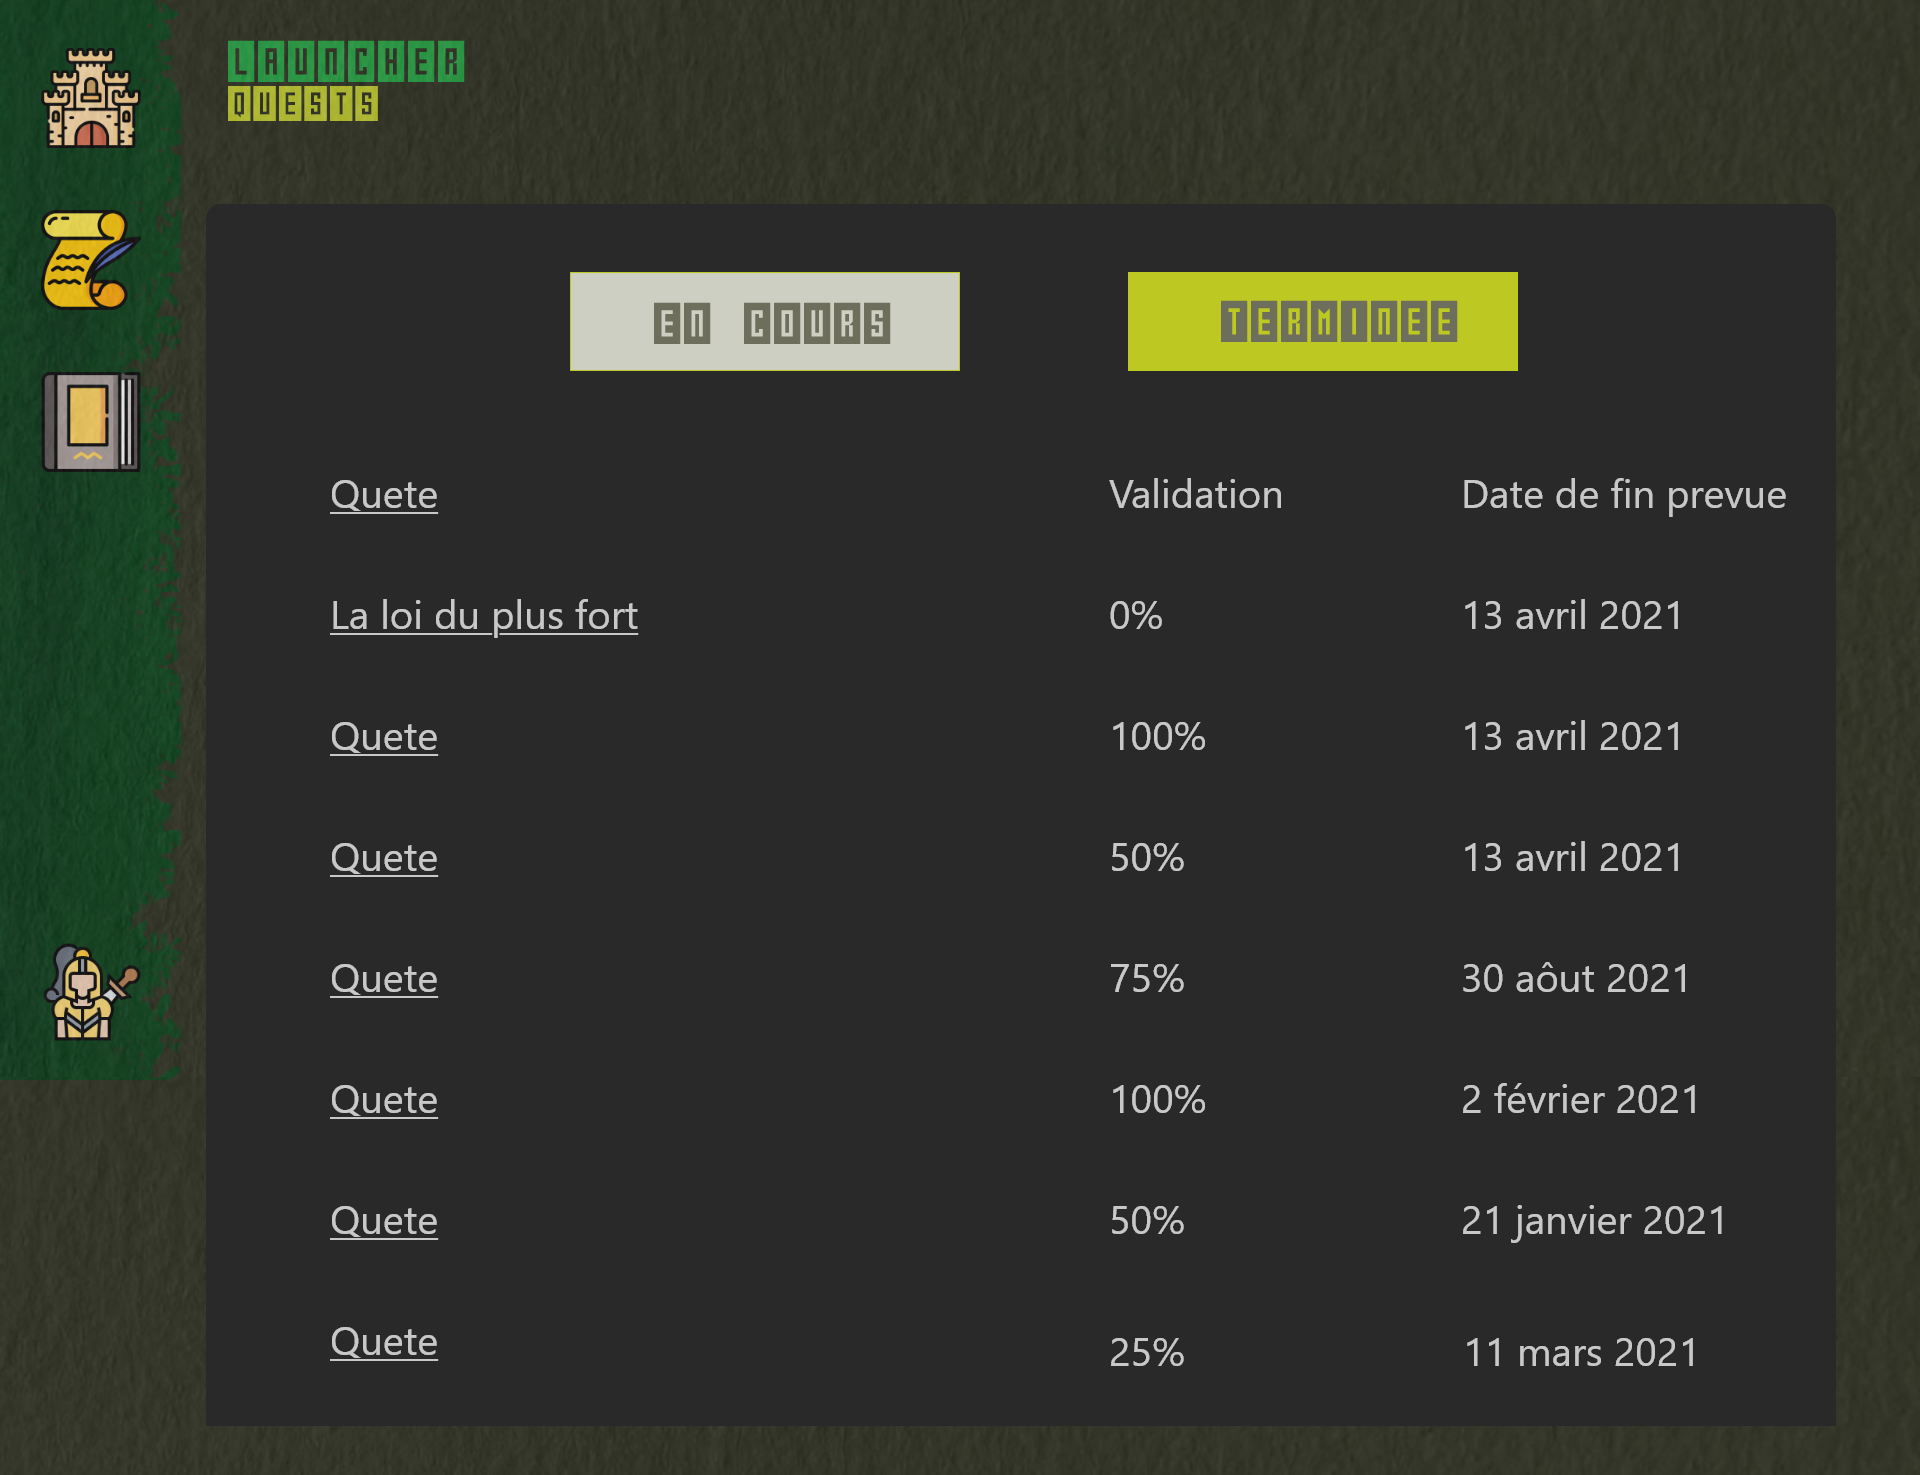 LAUNCHER
QUESTS
EN COURS TERMINEE
Quete Validation Date de fin prevue
La loi du plus fort 0% 13 avril 2021
Quete 100% 13 avril 2021
Quete 50% 13 avril 2021
Quete 75% 30 aôut 2021
Quete 100% 2 février 2021
Quete 50% 21 janvier 2021
Quete 25% 11 mars 2021